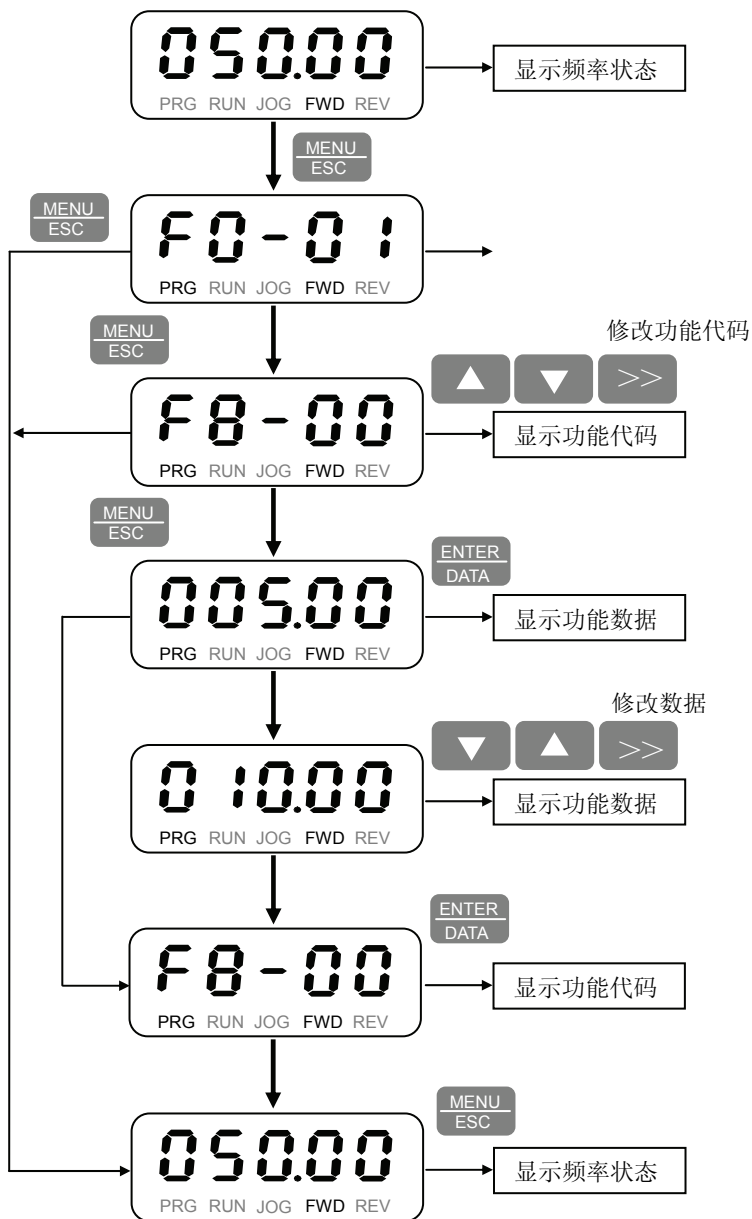 050.00
显示频率状态
PRG RUN JOG FWD REV
MENU
ESC
MENU
ESC
F0-01
PRG RUN JOG FWD REV
MENU
ESC
修改功能代码
>>
F8-00
显示功能代码
PRG RUN JOG FWD REV
MENU
ESC
ENTER
DATA
005.00
显示功能数据
PRG RUN JOG FWD REV
修改数据
>>
010.00
显示功能数据
PRG RUN JOG FWD REV
ENTER
DATA
F8-00
显示功能代码
PRG RUN JOG FWD REV
MENU
ESC
050.00
显示频率状态
PRG RUN JOG FWD REV